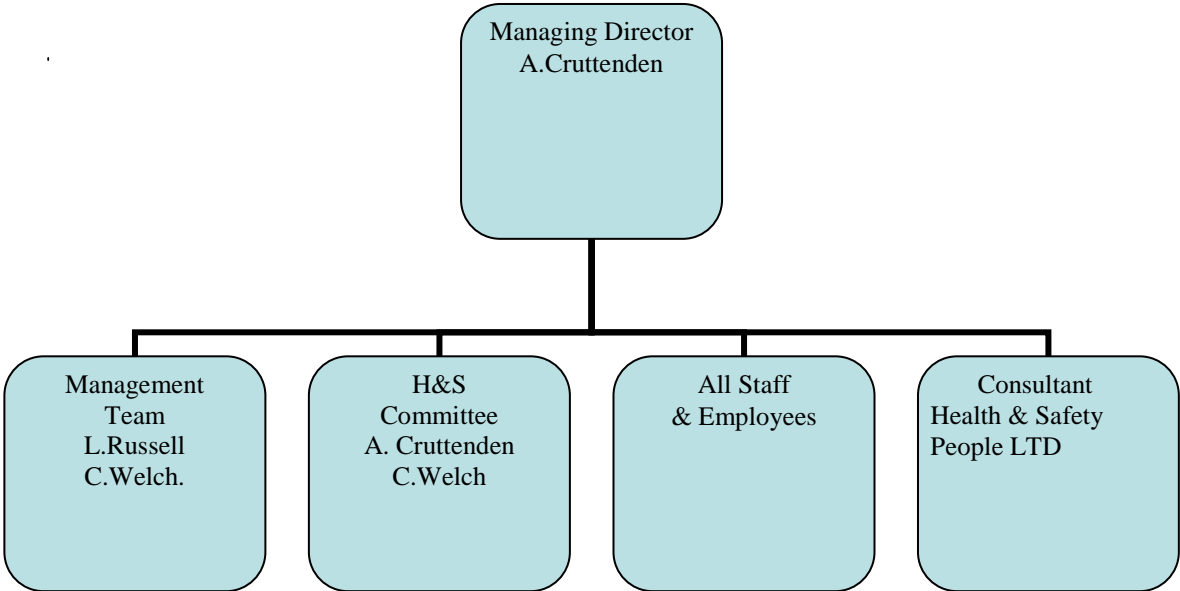 Managing Director
A.Cruttenden
Management
Team
L.Russell
C.Welch.
H&S
Committee
A. Cruttenden
C.Welch
All Staff
& Employees
Consultant
Health & Safety
People LTD